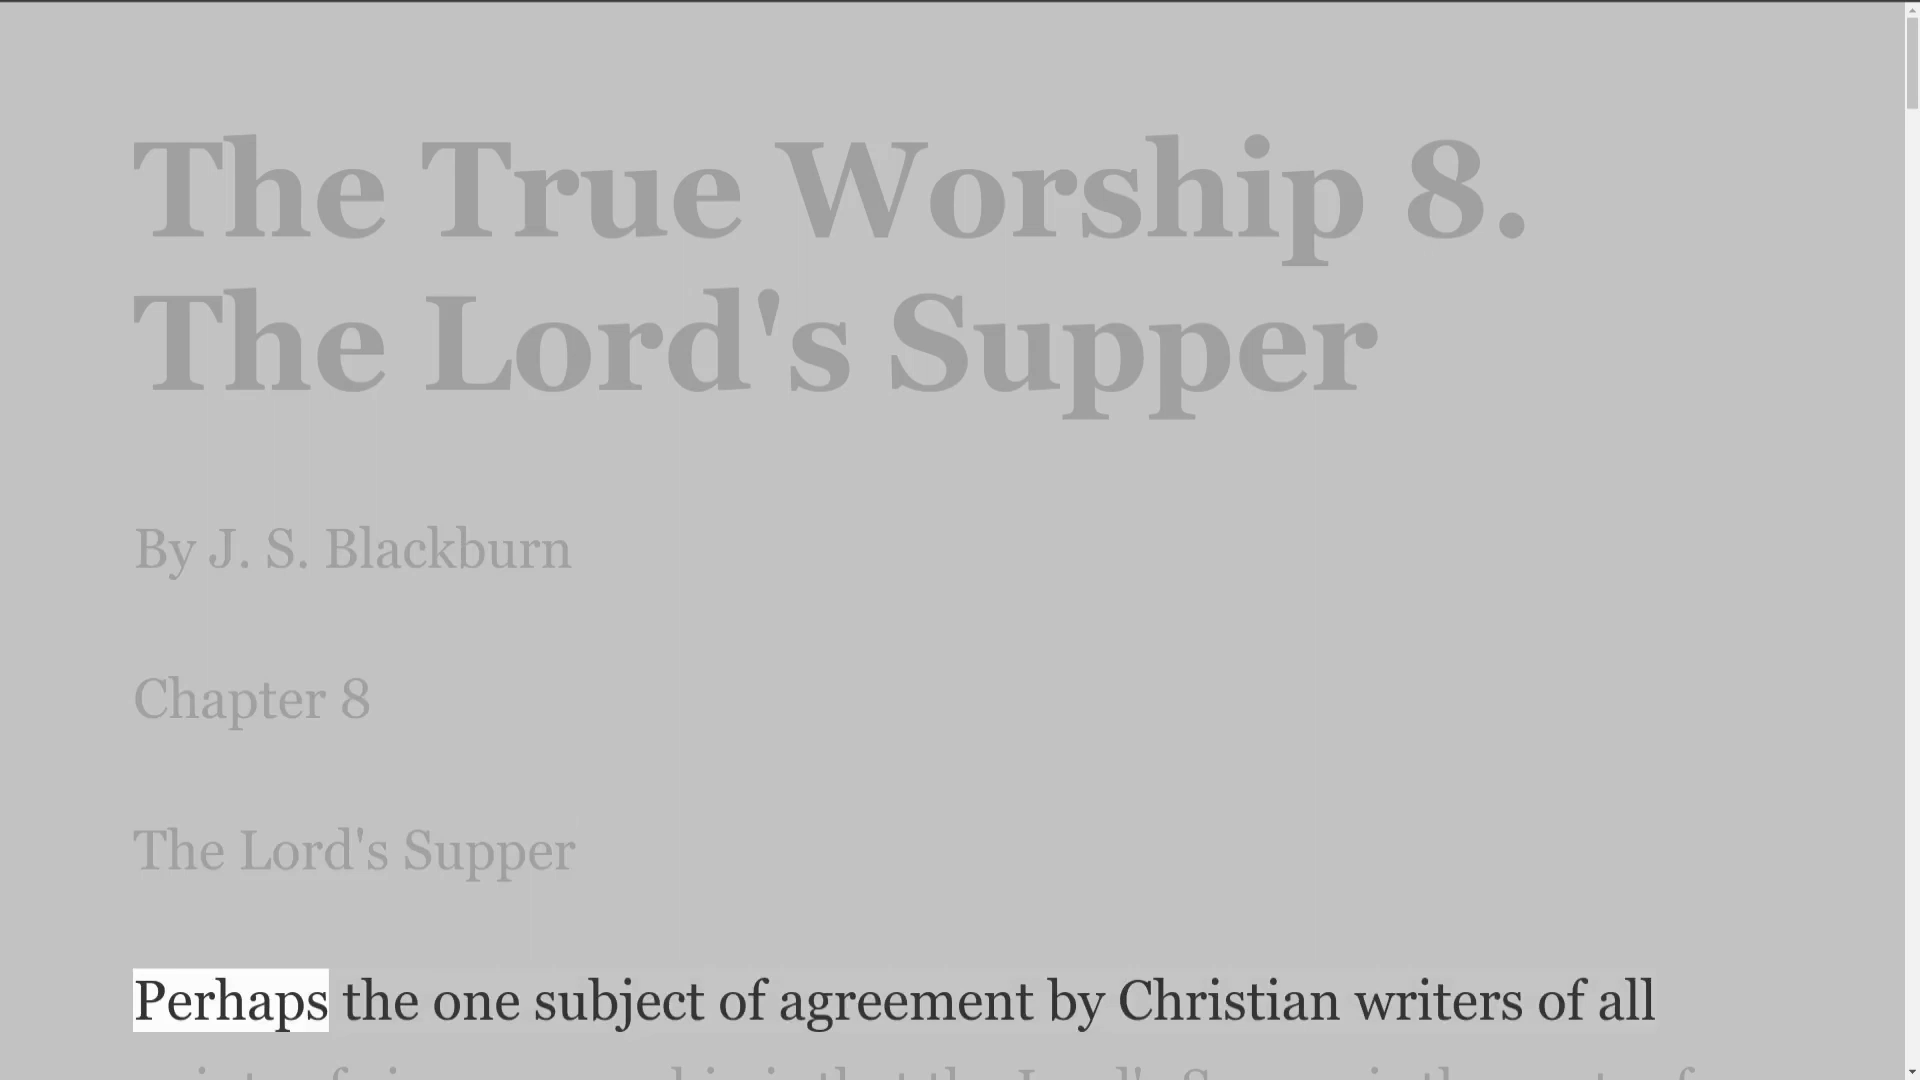 The True Worship 8.
The Lord's Supper
By J. S. Blackburn
Chapter 8
The Lord's Supper
Perhaps the one subject of agreement by Christian writers of all